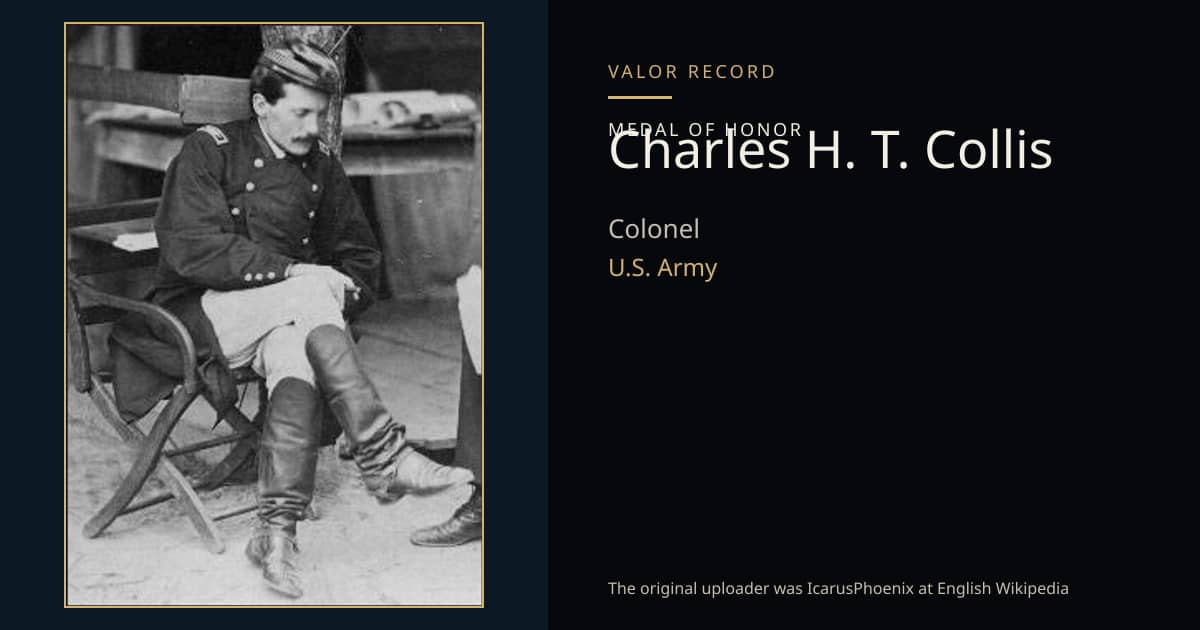 VALOR RECORD
MEDAL OF HONOR
Charles H. T. Collis
Colonel
U.S. Army
The original uploader was IcarusPhoenix at English Wikipedia